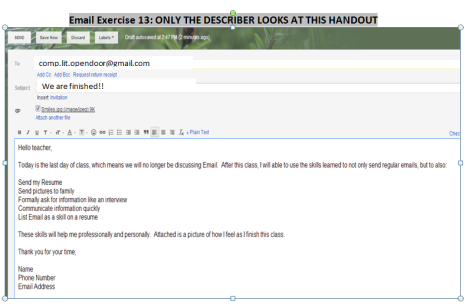 Email Exercise 13: ONLY THE DESCRIBER LOOKS AT THIS HANDOUT
SEND Save Now Discard Labels Draft autosaved at 2:47 PM (2 minutes ago)
To comp.lit.opendoor@gmail.com
Add Cc Add Bcc Request return receipt
Subject We are finished!!
Insert: Invitation
Smiles.jpg (image/jpeg) 9K
Attach another file
B I U T A T « Plain Text Chec
Hello teacher,
Today is the last day of class, which means we will no longer be discussing Email. After this class, I will able to use the skills learned to not only send regular emails, but to also:
Send my Resume
Send pictures to family
Formally ask for information like an interview
Communicate information quickly
List Email as a skill on a resume
These skills will help me professionally and personally. Attached is a picture of how I feel as I finish this class.
Thank you for your time,
Name
Phone Number
Email Address